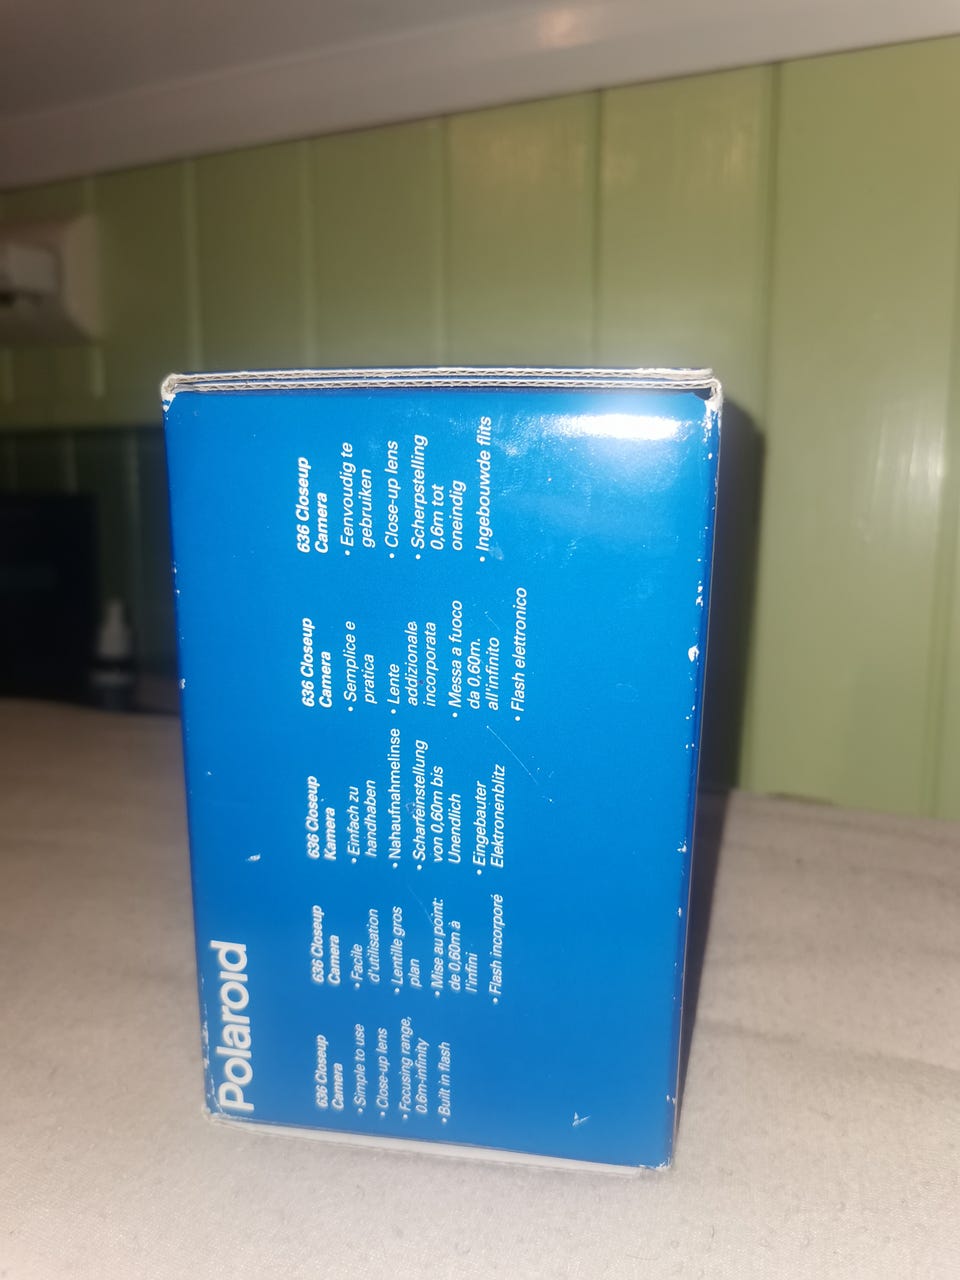 Polaroid
636 Closeup
Camera
• Simple to use
• Close-up lens
• Focusing range,
0.6m-infinity
• Built in flash
636 Closeup
Camera
• Facile
d'utilisation
• Lentille gros
plan
• Mise au point:
de 0,60m à
l'infini
• Flash incorporé
636 Closeup
Kamera
• Einfach zu
handhaben
• Nahaufnahmelinse
• Scharfeinstellung
von 0,60m bis
Unendlich
• Eingebauter
Elektronenblitz
636 Closeup
Camera
• Semplice e
pratica
• Lente
addizionale
incorporata
• Messa a fuoco
da 0,60m.
all'infinito
• Flash elettronico
636 Closeup
Camera
• Eenvoudig te
gebruiken
• Close-up lens
• Scherpstelling
0,6m tot
oneindig
• Ingebouwde flits